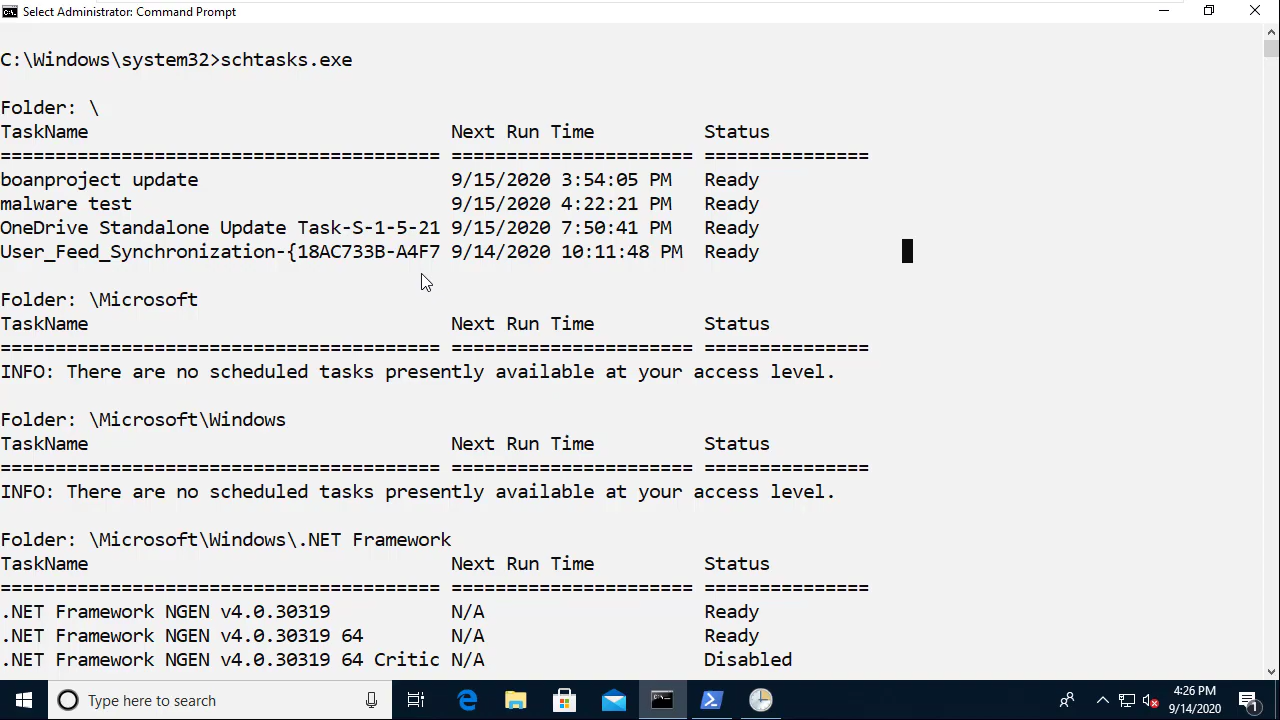 Select Administrator: Command Prompt
C:\Windows\system32>schtasks.exe
Folder: \
TaskName Next Run Time Status
======================================== ====================== ===============
boanproject update 9/15/2020 3:54:05 PM Ready
malware test 9/15/2020 4:22:21 PM Ready
OneDrive Standalone Update Task-S-1-5-21 9/15/2020 7:50:41 PM Ready
User_Feed_Synchronization-{18AC733B-A4F7 9/14/2020 10:11:48 PM Ready
Folder: \Microsoft
TaskName Next Run Time Status
======================================== ====================== ===============
INFO: There are no scheduled tasks presently available at your access level.
Folder: \Microsoft\Windows
TaskName Next Run Time Status
======================================== ====================== ===============
INFO: There are no scheduled tasks presently available at your access level.
Folder: \Microsoft\Windows\.NET Framework
TaskName Next Run Time Status
======================================== ====================== ===============
.NET Framework NGEN v4.0.30319 N/A Ready
.NET Framework NGEN v4.0.30319 64 N/A Ready
.NET Framework NGEN v4.0.30319 64 Critic N/A Disabled
Type here to search
4:26 PM
9/14/2020
1